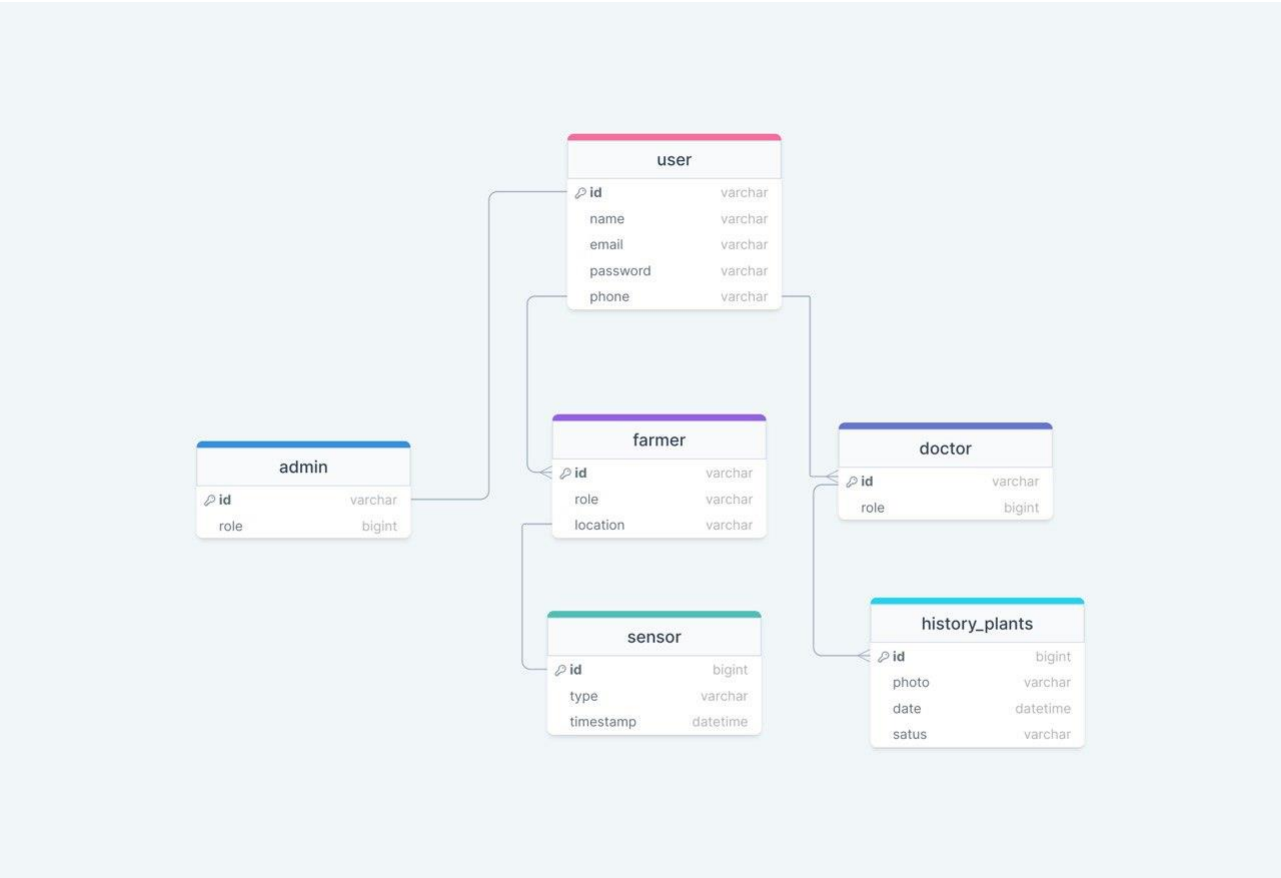 user
id varchar
name varchar
email varchar
password varchar
phone varchar
admin
id varchar
role bigint
farmer
id varchar
role varchar
location varchar
doctor
id varchar
role bigint
sensor
id bigint
type varchar
timestamp datetime
history_plants
id bigint
photo varchar
date datetime
satus varchar